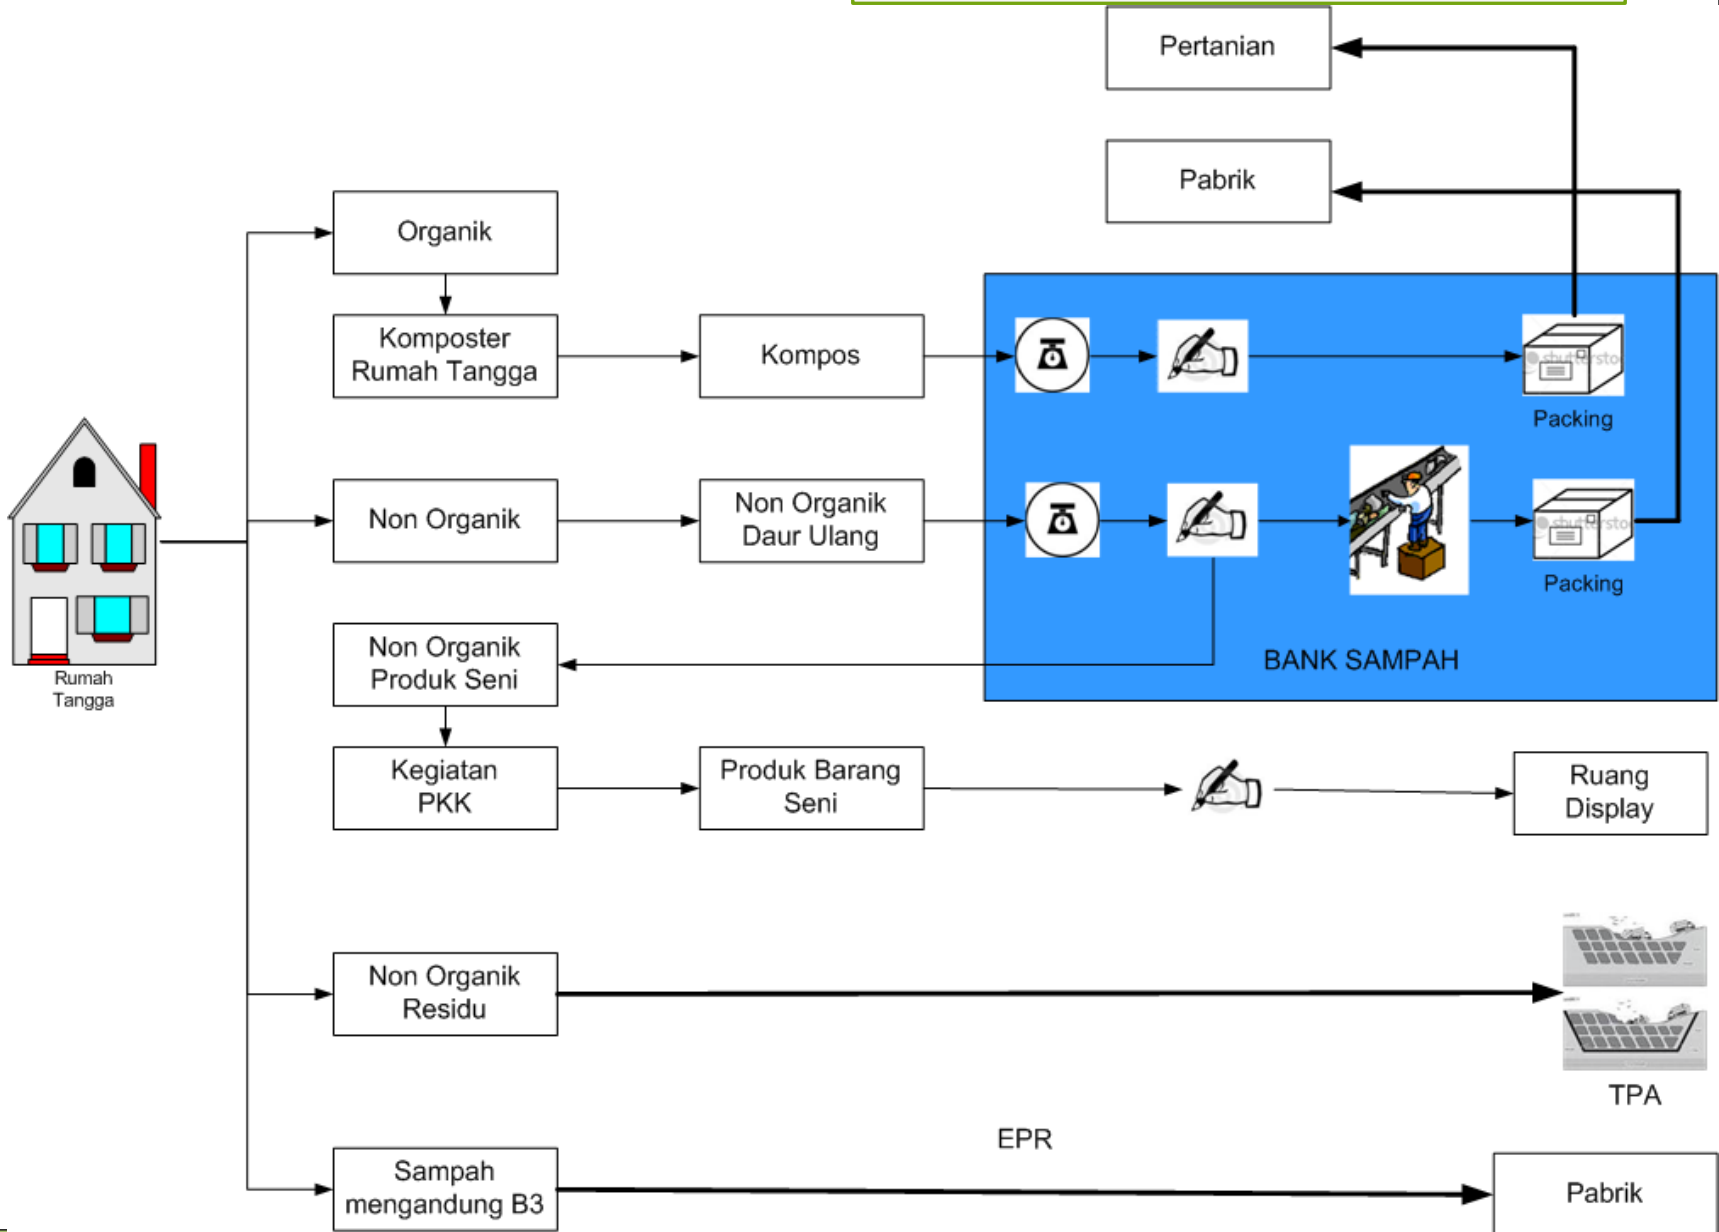 Pertanian
Pabrik
Organik
Komposter
Rumah Tangga
Kompos
Packing
Non Organik
Non Organik
Daur Ulang
Packing
BANK SAMPAH
Rumah
Tangga
Non Organik
Produk Seni
Kegiatan
PKK
Produk Barang
Seni
Ruang
Display
Non Organik
Residu
TPA
EPR
Sampah
mengandung B3
Pabrik